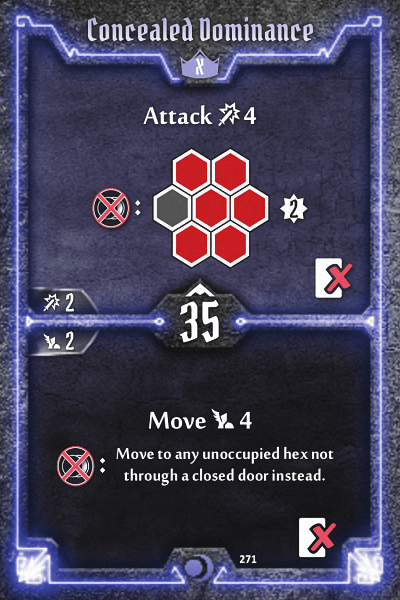 Concealed Dominance
X
Attack 4
: 2
2
35
2
Move 4
: Move to any unoccupied hex not
through a closed door instead.
271